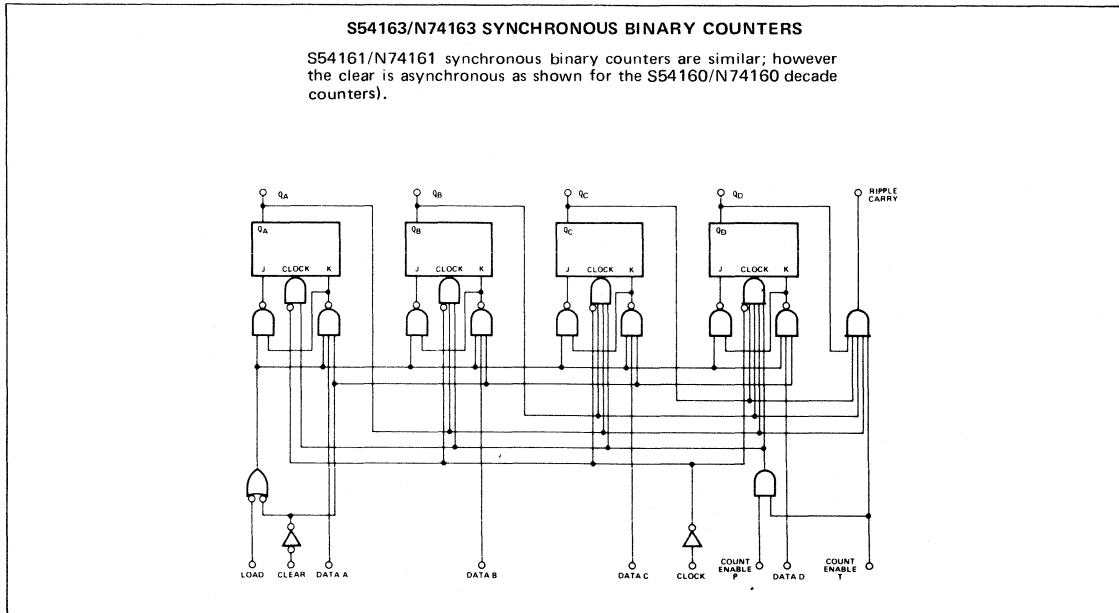 S54163/N74163 SYNCHRONOUS BINARY COUNTERS
S54161/N74161 synchronous binary counters are similar; however
the clear is asynchronous as shown for the S54160/N74160 decade
counters).
QA
QB
QC
QD
RIPPLE
CARRY
QA
QB
QC
QD
J CLOCK K
J CLOCK K
J CLOCK K
J CLOCK K
LOAD
CLEAR
DATA A
DATA B
DATA C
CLOCK
COUNT
ENABLE
P
DATA D
COUNT
ENABLE
T